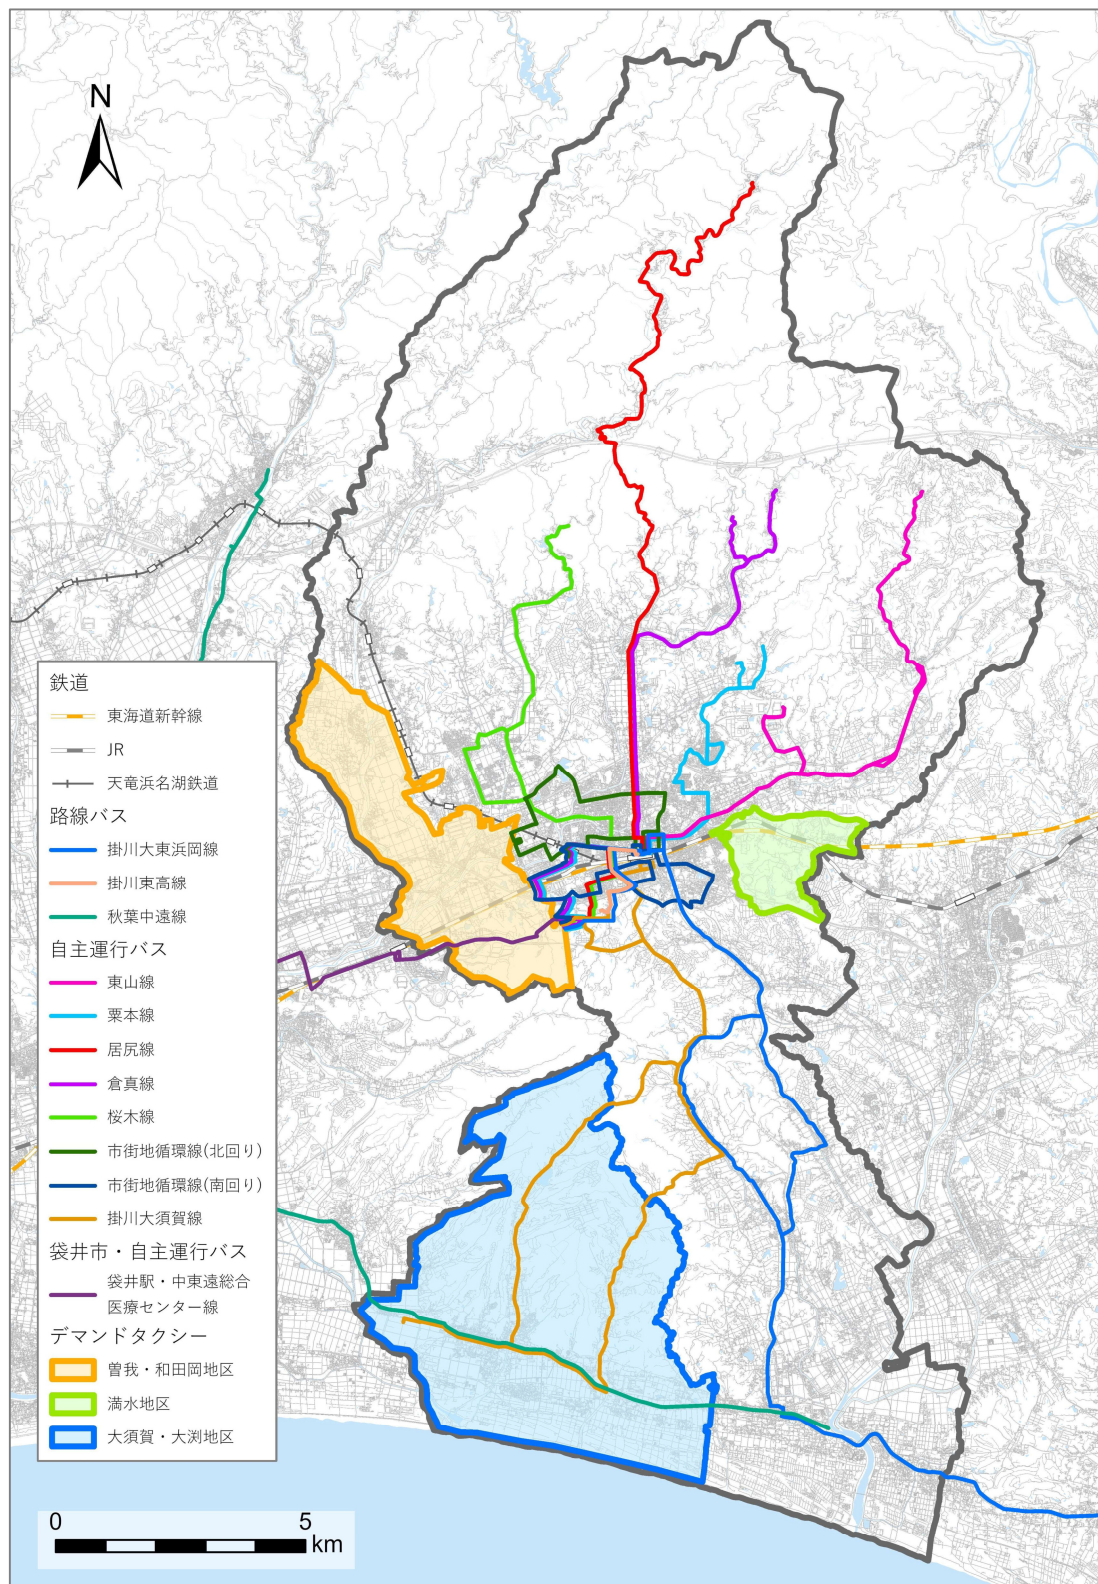 N
鉄道
東海道新幹線
JR
天竜浜名湖鉄道
路線バス
掛川大東浜岡線
掛川東高線
秋葉中遠線
自主運行バス
東山線
粟本線
居尻線
倉真線
桜木線
市街地循環線(北回り)
市街地循環線(南回り)
掛川大須賀線
袋井市・自主運行バス
袋井駅・中東遠総合
医療センター線
デマンドタクシー
曽我・和田岡地区
満水地区
大須賀・大渕地区
0 5
km